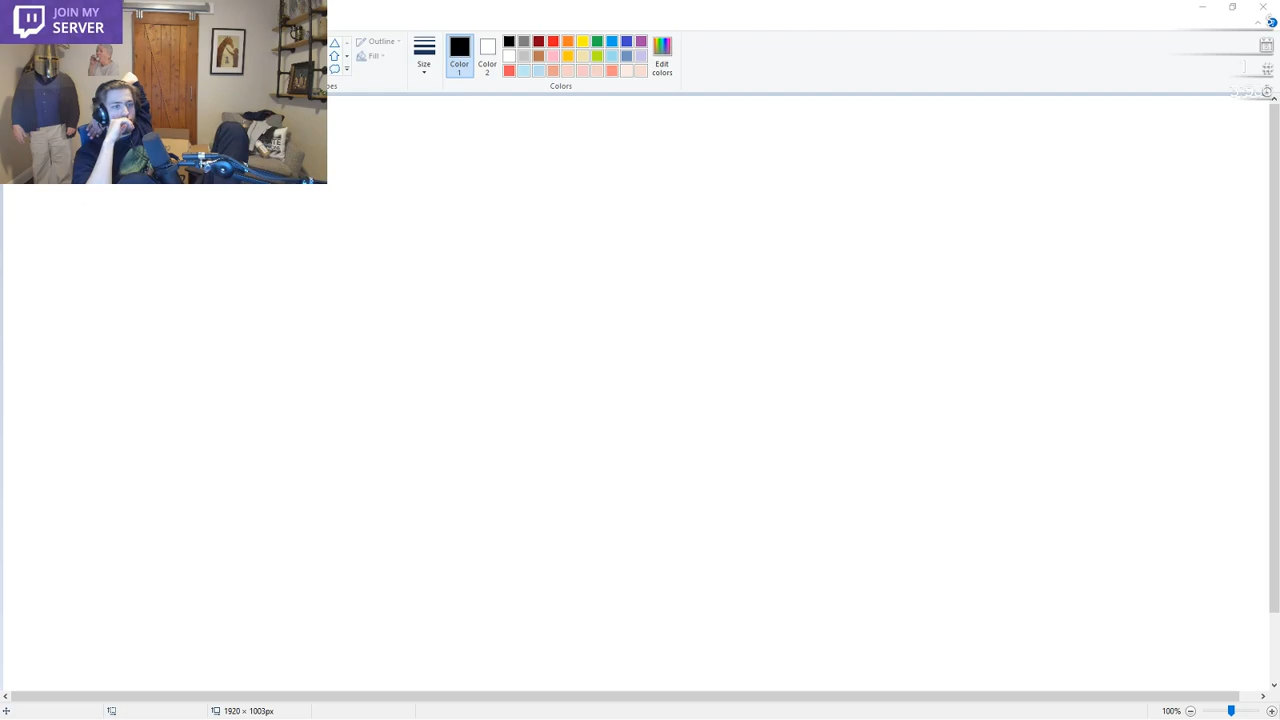 JOIN MY
SERVER
Outline
Fill
Size
Color
1
Color
2
Edit
colors
Colors
1920 × 1003px
100%